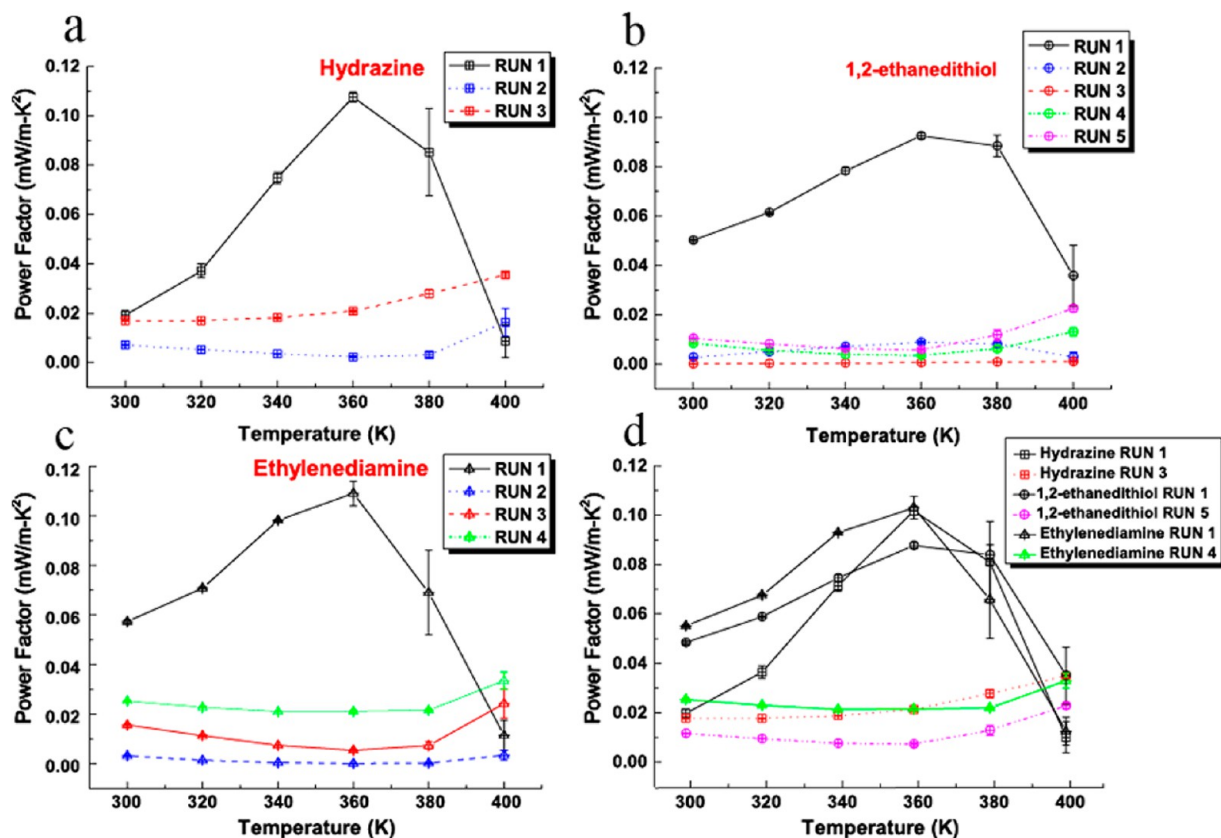 a
Hydrazine
RUN 1
RUN 2
RUN 3
Power Factor (mW/m-K²)
0.12
0.10
0.08
0.06
0.04
0.02
0.00
300 320 340 360 380 400
Temperature (K)
b
1,2-ethanedithiol
RUN 1
RUN 2
RUN 3
RUN 4
RUN 5
Power Factor (mW/m-K²)
0.12
0.10
0.08
0.06
0.04
0.02
0.00
300 320 340 360 380 400
Temperature (K)
c
Ethylenediamine
RUN 1
RUN 2
RUN 3
RUN 4
Power Factor (mW/m-K²)
0.12
0.10
0.08
0.06
0.04
0.02
0.00
300 320 340 360 380 400
Temperature (K)
d
Hydrazine RUN 1
Hydrazine RUN 3
1,2-ethanedithiol RUN 1
1,2-ethanedithiol RUN 5
Ethylenediamine RUN 1
Ethylenediamine RUN 4
Power Factor (mW/m-K²)
0.12
0.10
0.08
0.06
0.04
0.02
0.00
300 320 340 360 380 400
Temperature (K)